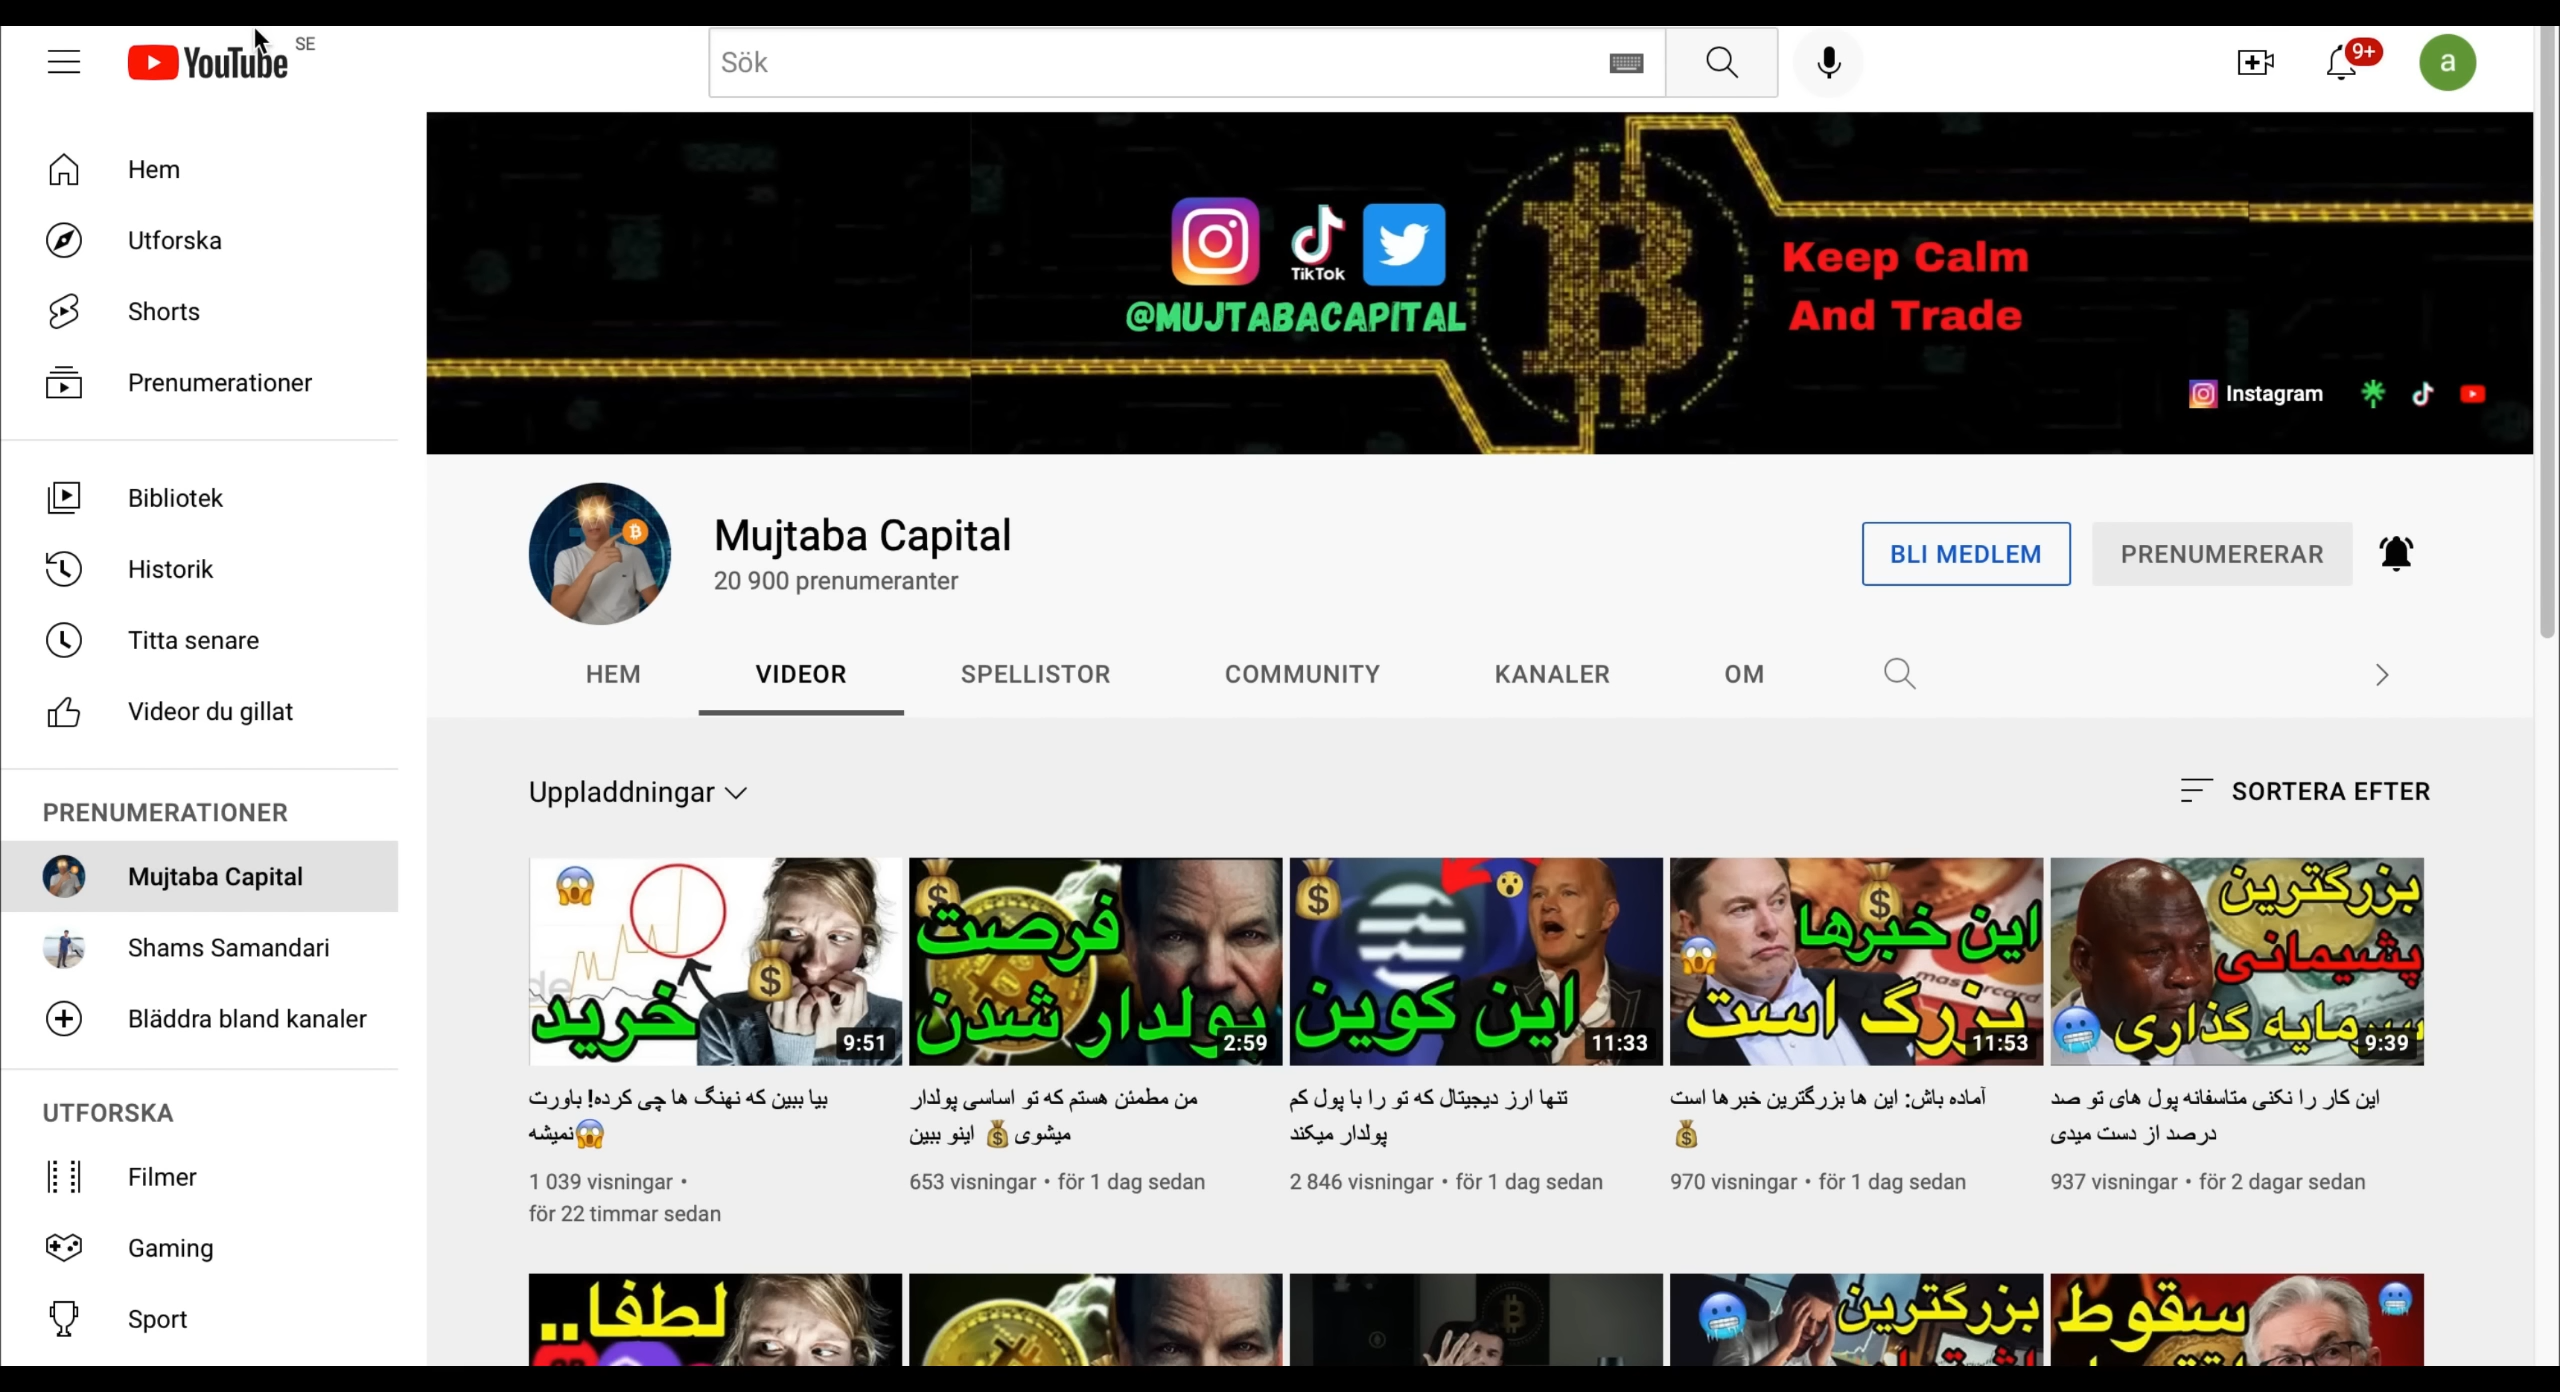 YouTube SE
Sök
9+
a
Hem
Utforska
Shorts
Prenumerationer
Bibliotek
Historik
Titta senare
Videor du gillat
PRENUMERATIONER
Mujtaba Capital
Shams Samandari
Bläddra bland kanaler
UTFORSKA
Filmer
Gaming
Sport
TikTok
@MUJTABACAPITAL
Keep Calm
And Trade
Instagram
Mujtaba Capital
20 900 prenumeranter
BLI MEDLEM
PRENUMERERAR
HEM
VIDEOR
SPELLISTOR
COMMUNITY
KANALER
OM
Uppladdningar
SORTERA EFTER
خرید
9:51
بیا ببین که نهنگ ها چی کرده! باورت
نمیشه😱
1 039 visningar •
för 22 timmar sedan
فرصت
پولدار شدن
2:59
من مطمئن هستم که تو اساسی پولدار
میشوی 💰 اینو ببین
653 visningar • för 1 dag sedan
این کوین
11:33
تنها ارز دیجیتال که تو را با پول کم
پولدار میکند
2 846 visningar • för 1 dag sedan
این خبرها
mastercard
بزرگ است
11:53
آماده باش: این ها بزرگترین خبرها است
💰
970 visningar • för 1 dag sedan
بزرگترین
پشیمانی
سرمایه گذاری
9:39
این کار را نکنی متاسفانه پول های تو صد
درصد از دست میدی
937 visningar • för 2 dagar sedan
لطفا..
بزرگترین
سقوط